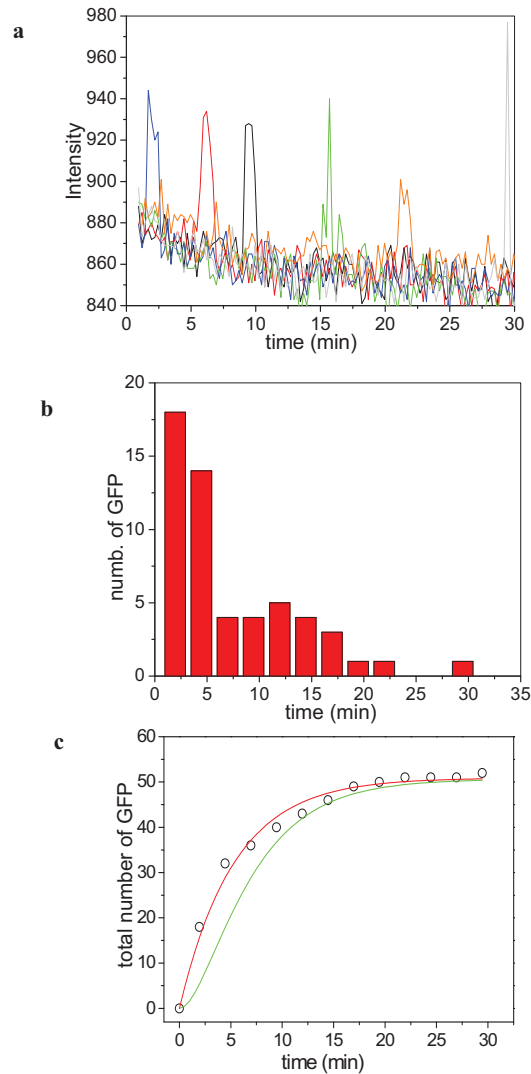 a
980
960
940
920
900
880
860
840
Intensity
0 5 10 15 20 25 30
time (min)
b
20
15
10
5
0
numb. of GFP
0 5 10 15 20 25 30 35
time (min)
c
60
50
40
30
20
10
0
total number of GFP
0 5 10 15 20 25 30
time (min)